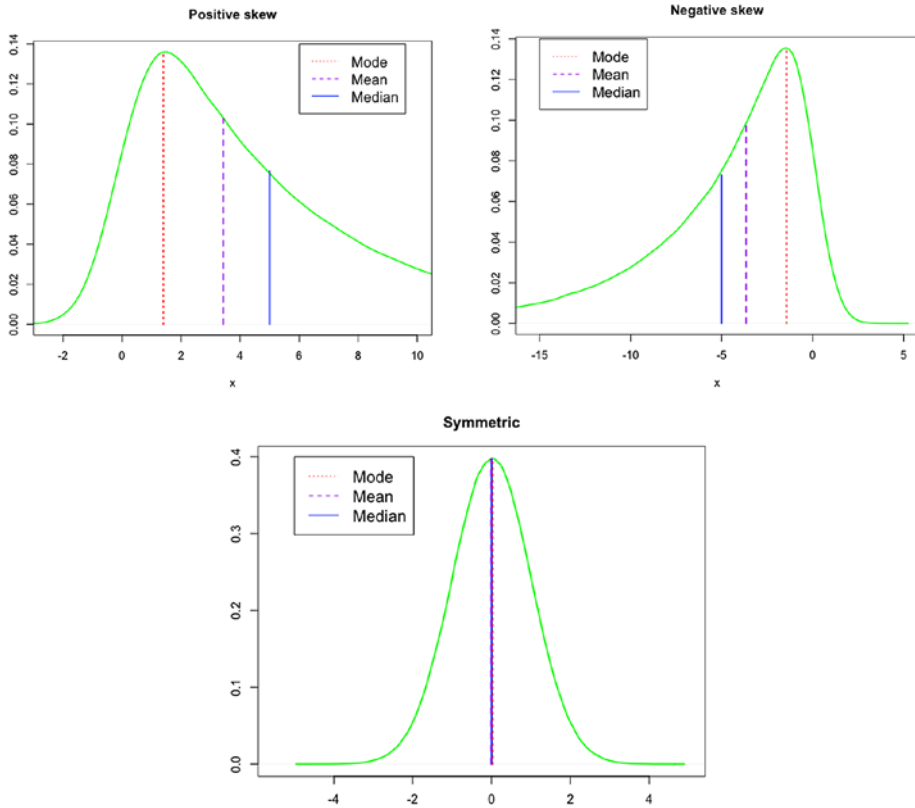 Positive skew
Mode
Mean
Median
0.14
0.12
0.10
0.08
0.06
0.04
0.02
0.00
-2 0 2 4 6 8 10
x
Negative skew
Mode
Mean
Median
0.14
0.12
0.10
0.08
0.06
0.04
0.02
0.00
-15 -10 -5 0 5
x
Symmetric
Mode
Mean
Median
0.4
0.3
0.2
0.1
0.0
-4 -2 0 2 4